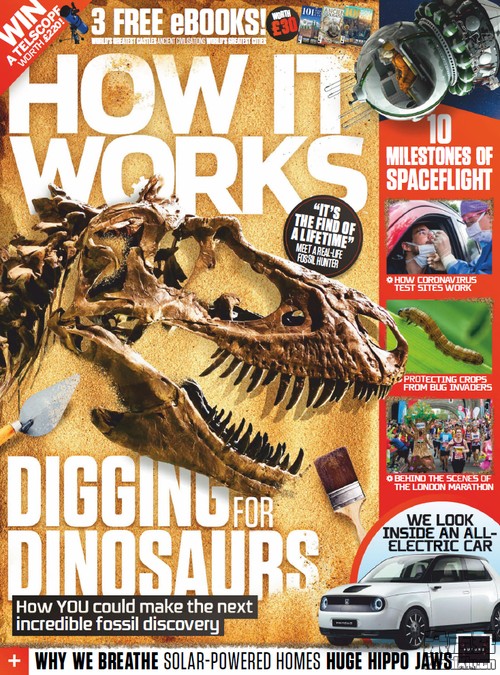 WIN
A TELSCOPE
WORTH £220!
3 FREE eBOOKS!
WORLD'S GREATEST CASTLES ANCIENT CIVILISATIONS WORLD'S GREATEST CITIES
WORTH
£30
HOW IT
WORKS
10
MILESTONES OF
SPACEFLIGHT
"IT'S
THE FIND OF
A LIFETIME"
MEET A REAL-LIFE
FOSSIL HUNTER
HOW CORONAVIRUS
TEST SITES WORK
PROTECTING CROPS
FROM BUG INVADERS
BEHIND THE SCENES OF
THE LONDON MARATHON
DIGGING FOR
DINOSAURS
How YOU could make the next
incredible fossil discovery
WE LOOK
INSIDE AN ALL-
ELECTRIC CAR
+ WHY WE BREATHE SOLAR-POWERED HOMES HUGE HIPPO JAWS
FUTURE